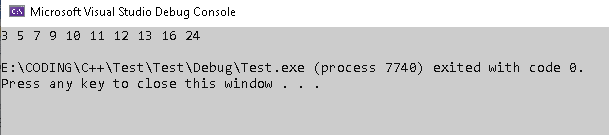 C:\ Microsoft Visual Studio Debug Console
3 5 7 9 10 11 12 13 16 24
E:\CODING\C++\Test\Test\Debug\Test.exe (process 7740) exited with code 0.
Press any key to close this window . . .